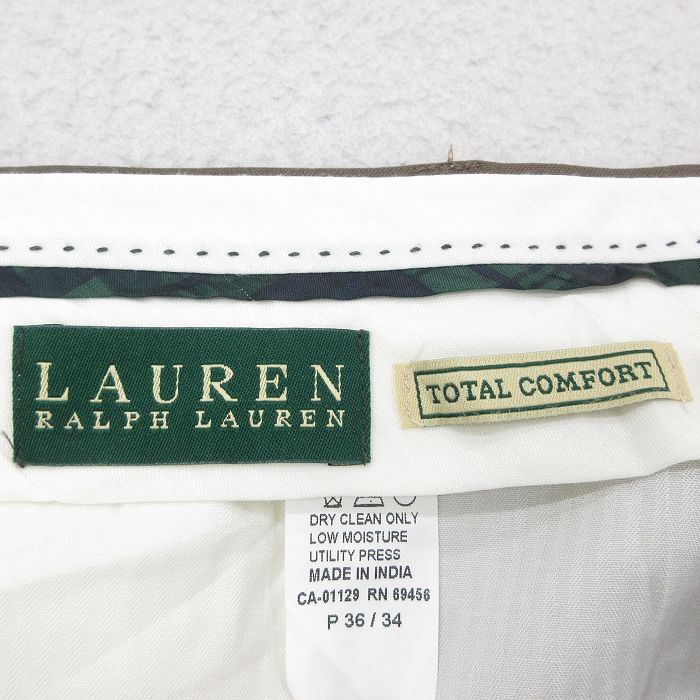 LAUREN
RALPH LAUREN
TOTAL COMFORT
DRY CLEAN ONLY
LOW MOISTURE
UTILITY PRESS
MADE IN INDIA
CA-01129 RN 69456
P 36 / 34